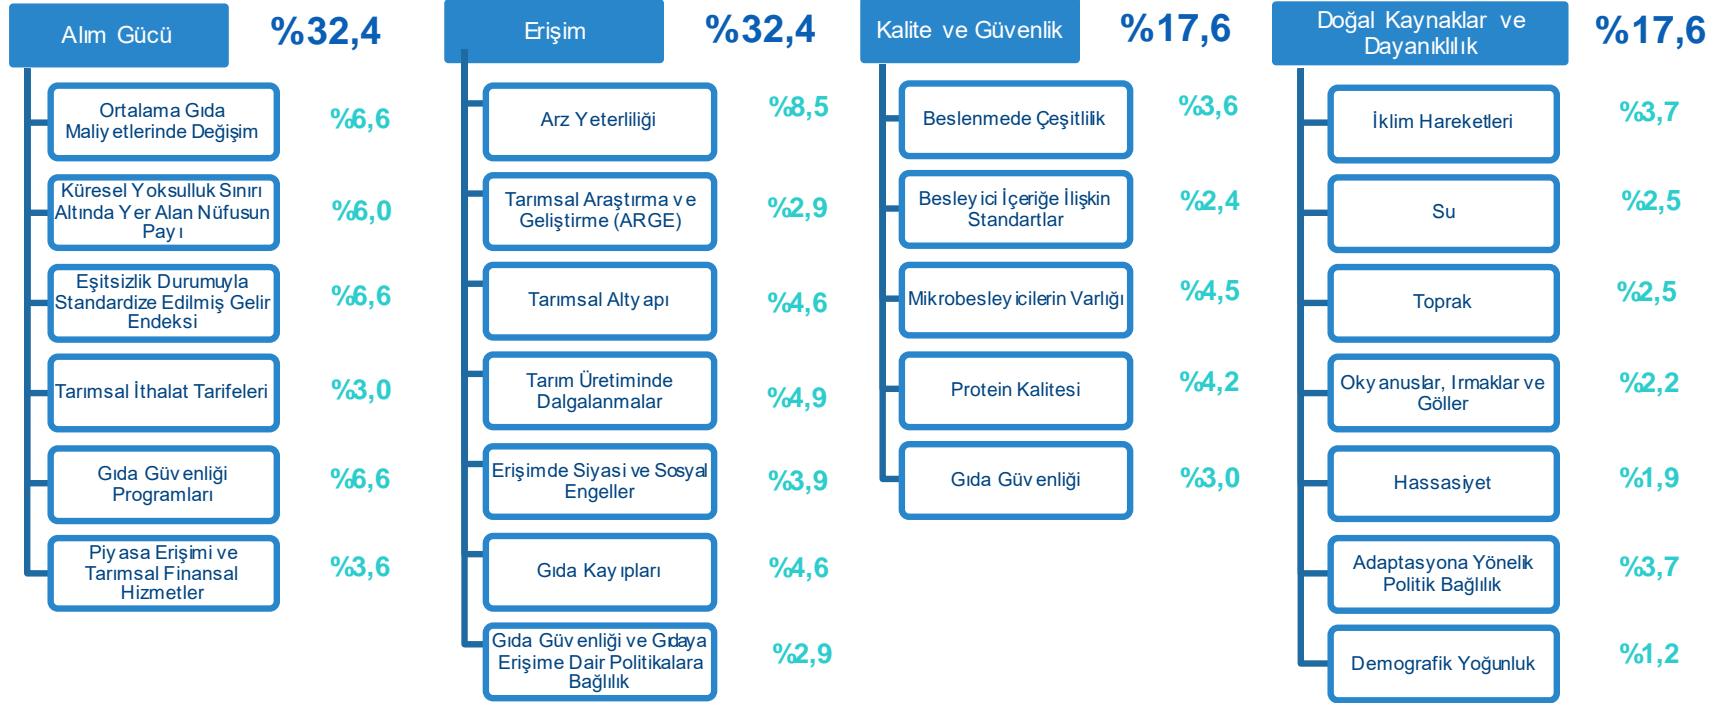 Alım Gücü
%32,4
Ortalama Gıda
Maliyetlerinde Değişim
%6,6
Küresel Yoksulluk Sınırı
Altında Yer Alan Nüfusun
Payı
%6,0
Eşitsizlik Durumuyla
Standardize Edilmiş Gelir
Endeksi
%6,6
Tarımsal İthalat Tarifeleri
%3,0
Gıda Güvenliği
Programları
%6,6
Piyasa Erişimi ve
Tarımsal Finansal
Hizmetler
%3,6
Erişim
%32,4
Arz Yeterliliği
%8,5
Tarımsal Araştırma ve
Geliştirme (ARGE)
%2,9
Tarımsal Altyapı
%4,6
Tarım Üretiminde
Dalgalanmalar
%4,9
Erişimde Siyasi ve Sosyal
Engeller
%3,9
Gıda Kayıpları
%4,6
Gıda Güvenliği ve Gıdaya
Erişime Dair Politikalara
Bağlılık
%2,9
Kalite ve Güvenlik
%17,6
Beslenmede Çeşitlilik
%3,6
Besleyici İçeriğe İlişkin
Standartlar
%2,4
Mikrobesleyicilerin Varlığı
%4,5
Protein Kalitesi
%4,2
Gıda Güvenliği
%3,0
Doğal Kaynaklar ve
Dayanıklılık
%17,6
İklim Hareketleri
%3,7
Su
%2,5
Toprak
%2,5
Okyanuslar, Irmaklar ve
Göller
%2,2
Hassasiyet
%1,9
Adaptasyona Yönelik
Politik Bağlılık
%3,7
Demografik Yoğunluk
%1,2